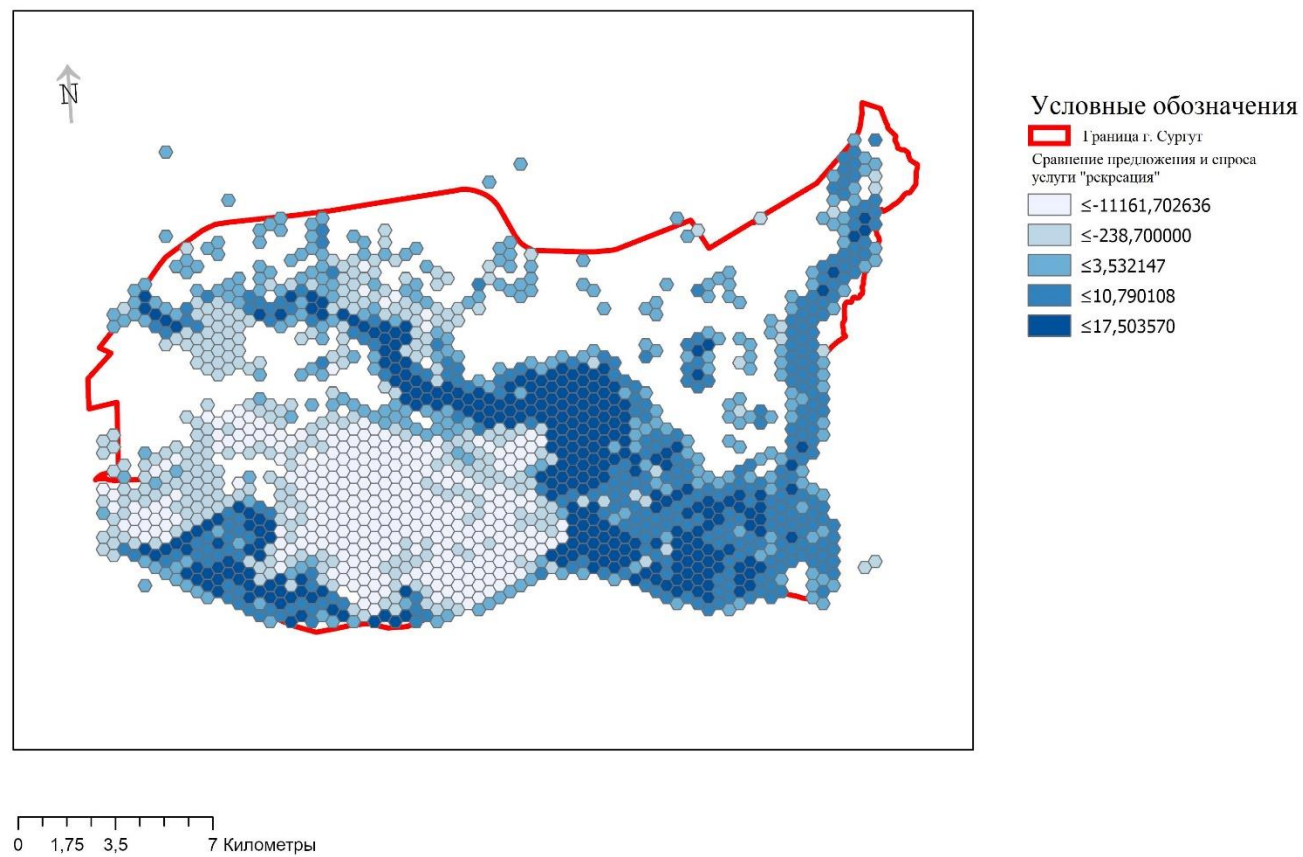 N
Условные обозначения
Граница г. Сургут
Сравнение предложения и спроса
услуги "рекреация"
≤-11161,702636
≤-238,700000
≤3,532147
≤10,790108
≤17,503570
0 1,75 3,5 7 Километры